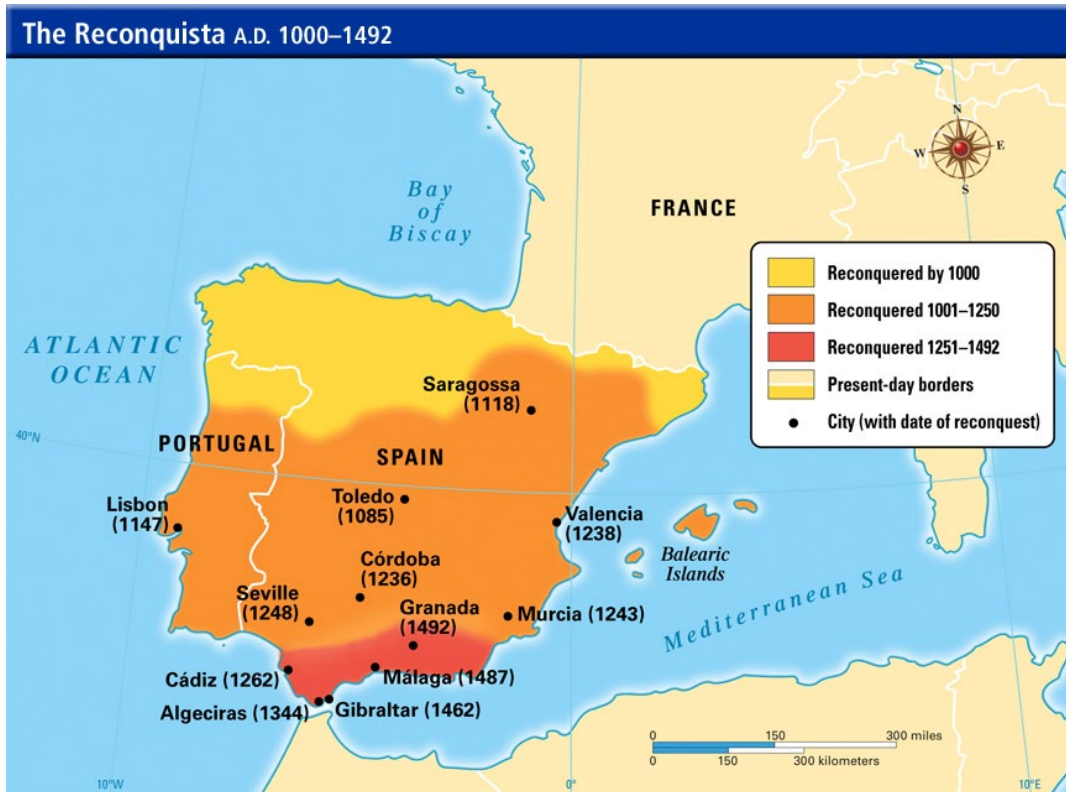 The Reconquista A.D. 1000–1492
N
W
E
S
Bay
of
Biscay
FRANCE
Reconquered by 1000
Reconquered 1001–1250
Reconquered 1251–1492
Present-day borders
City (with date of reconquest)
ATLANTIC
OCEAN
Saragossa
(1118)
40°N
PORTUGAL
SPAIN
Lisbon
(1147)
Toledo
(1085)
Valencia
(1238)
Balearic
Islands
Córdoba
(1236)
Seville
(1248)
Granada
(1492)
Murcia (1243)
Mediterranean Sea
Cádiz (1262)
Málaga (1487)
Algeciras (1344)
Gibraltar (1462)
0 150 300 miles
0 150 300 kilometers
10°W
0°
10°E